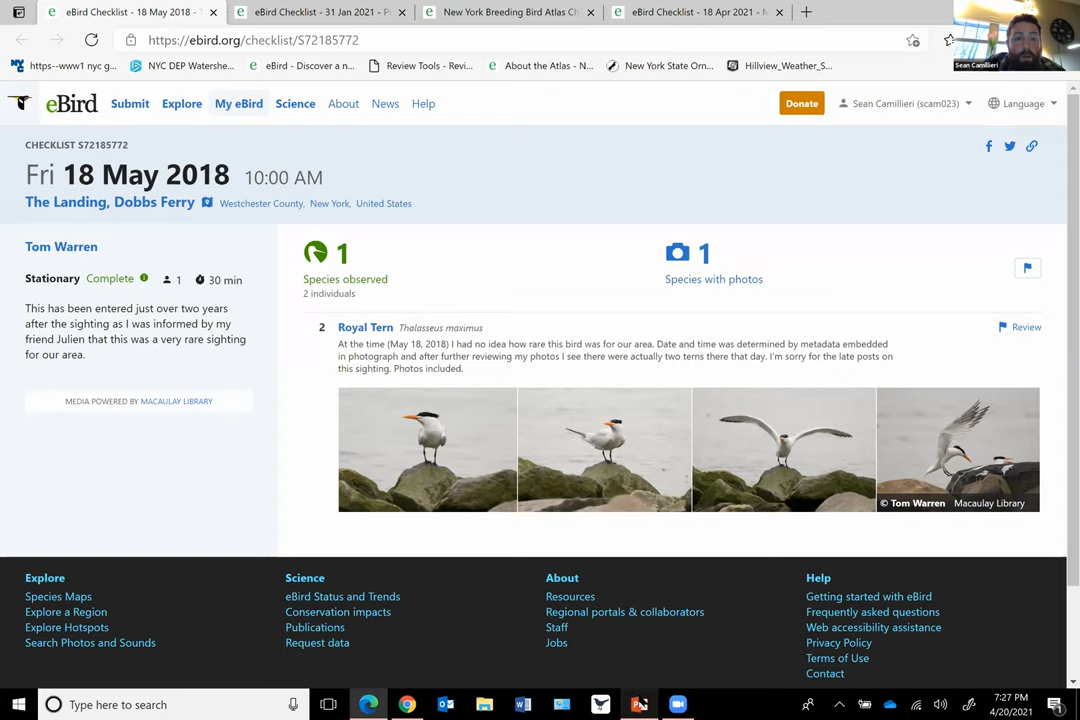 eBird Checklist - 18 May 2018 - T
eBird Checklist - 31 Jan 2021 - Pu
New York Breeding Bird Atlas Ch
eBird Checklist - 18 Apr 2021 - N
https://ebird.org/checklist/S72185772
Sean Camillieri
https--www1 nyc g...
NYC DEP Watershe...
eBird - Discover a n...
Review Tools - Revi...
About the Atlas - N...
New York State Orn...
Hillview_Weather_S...
eBird
Submit
Explore
My eBird
Science
About
News
Help
Donate
Sean Camillieri (scam023)
Language
CHECKLIST S72185772
Fri 18 May 2018 10:00 AM
The Landing, Dobbs Ferry
Westchester County, New York, United States
Tom Warren
Stationary Complete 1 30 min
This has been entered just over two years
after the sighting as I was informed by my
friend Julien that this was a very rare sighting
for our area.
MEDIA POWERED BY MACAULAY LIBRARY
1
Species observed
2 individuals
1
Species with photos
2 Royal Tern Thalasseus maximus
Review
At the time (May 18, 2018) I had no idea how rare this bird was for our area. Date and time was determined by metadata embedded
in photograph and after further reviewing my photos I see there were actually two terns there that day. I'm sorry for the late posts on
this sighting. Photos included.
© Tom Warren Macaulay Library
Explore
Species Maps
Explore a Region
Explore Hotspots
Search Photos and Sounds
Science
eBird Status and Trends
Conservation impacts
Publications
Request data
About
Resources
Regional portals & collaborators
Staff
Jobs
Help
Getting started with eBird
Frequently asked questions
Web accessibility assistance
Privacy Policy
Terms of Use
Contact
Type here to search
7:27 PM
4/20/2021